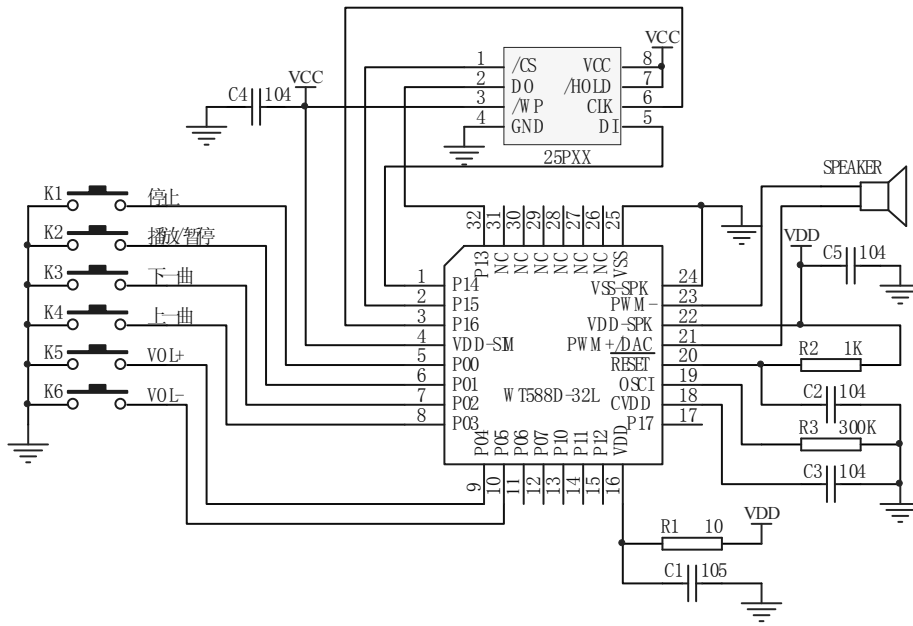 1 /CS VCC 8 VCC
2 DO /HOLD 7
3 /WP CLK 6
4 GND DI 5
25PXX
VCC
C4 104
SPEAKER
K1 停止
K2 播放/暂停
K3 下一曲
K4 上一曲
K5 VOL+
K6 VOL-
32 31 30 29 28 27 26 25
P13 NC NC NC NC NC NC VSS
1 P14
2 P15
3 P16
4 VDD-SIM
5 P00
6 P01
7 P02
8 P03
WT588D-32L
VSS-SPK 24
PWM- 23
VDD-SPK 22
PWM+/DAC 21
RESET 20
OSCI 19
CVDD 18
P17 17
P04 P05 P06 P07 P10 P11 P12 VDD
9 10 11 12 13 14 15 16
VDD
C5 104
R2 1K
C2 104
R3 300K
C3 104
R1 10 VDD
C1 105